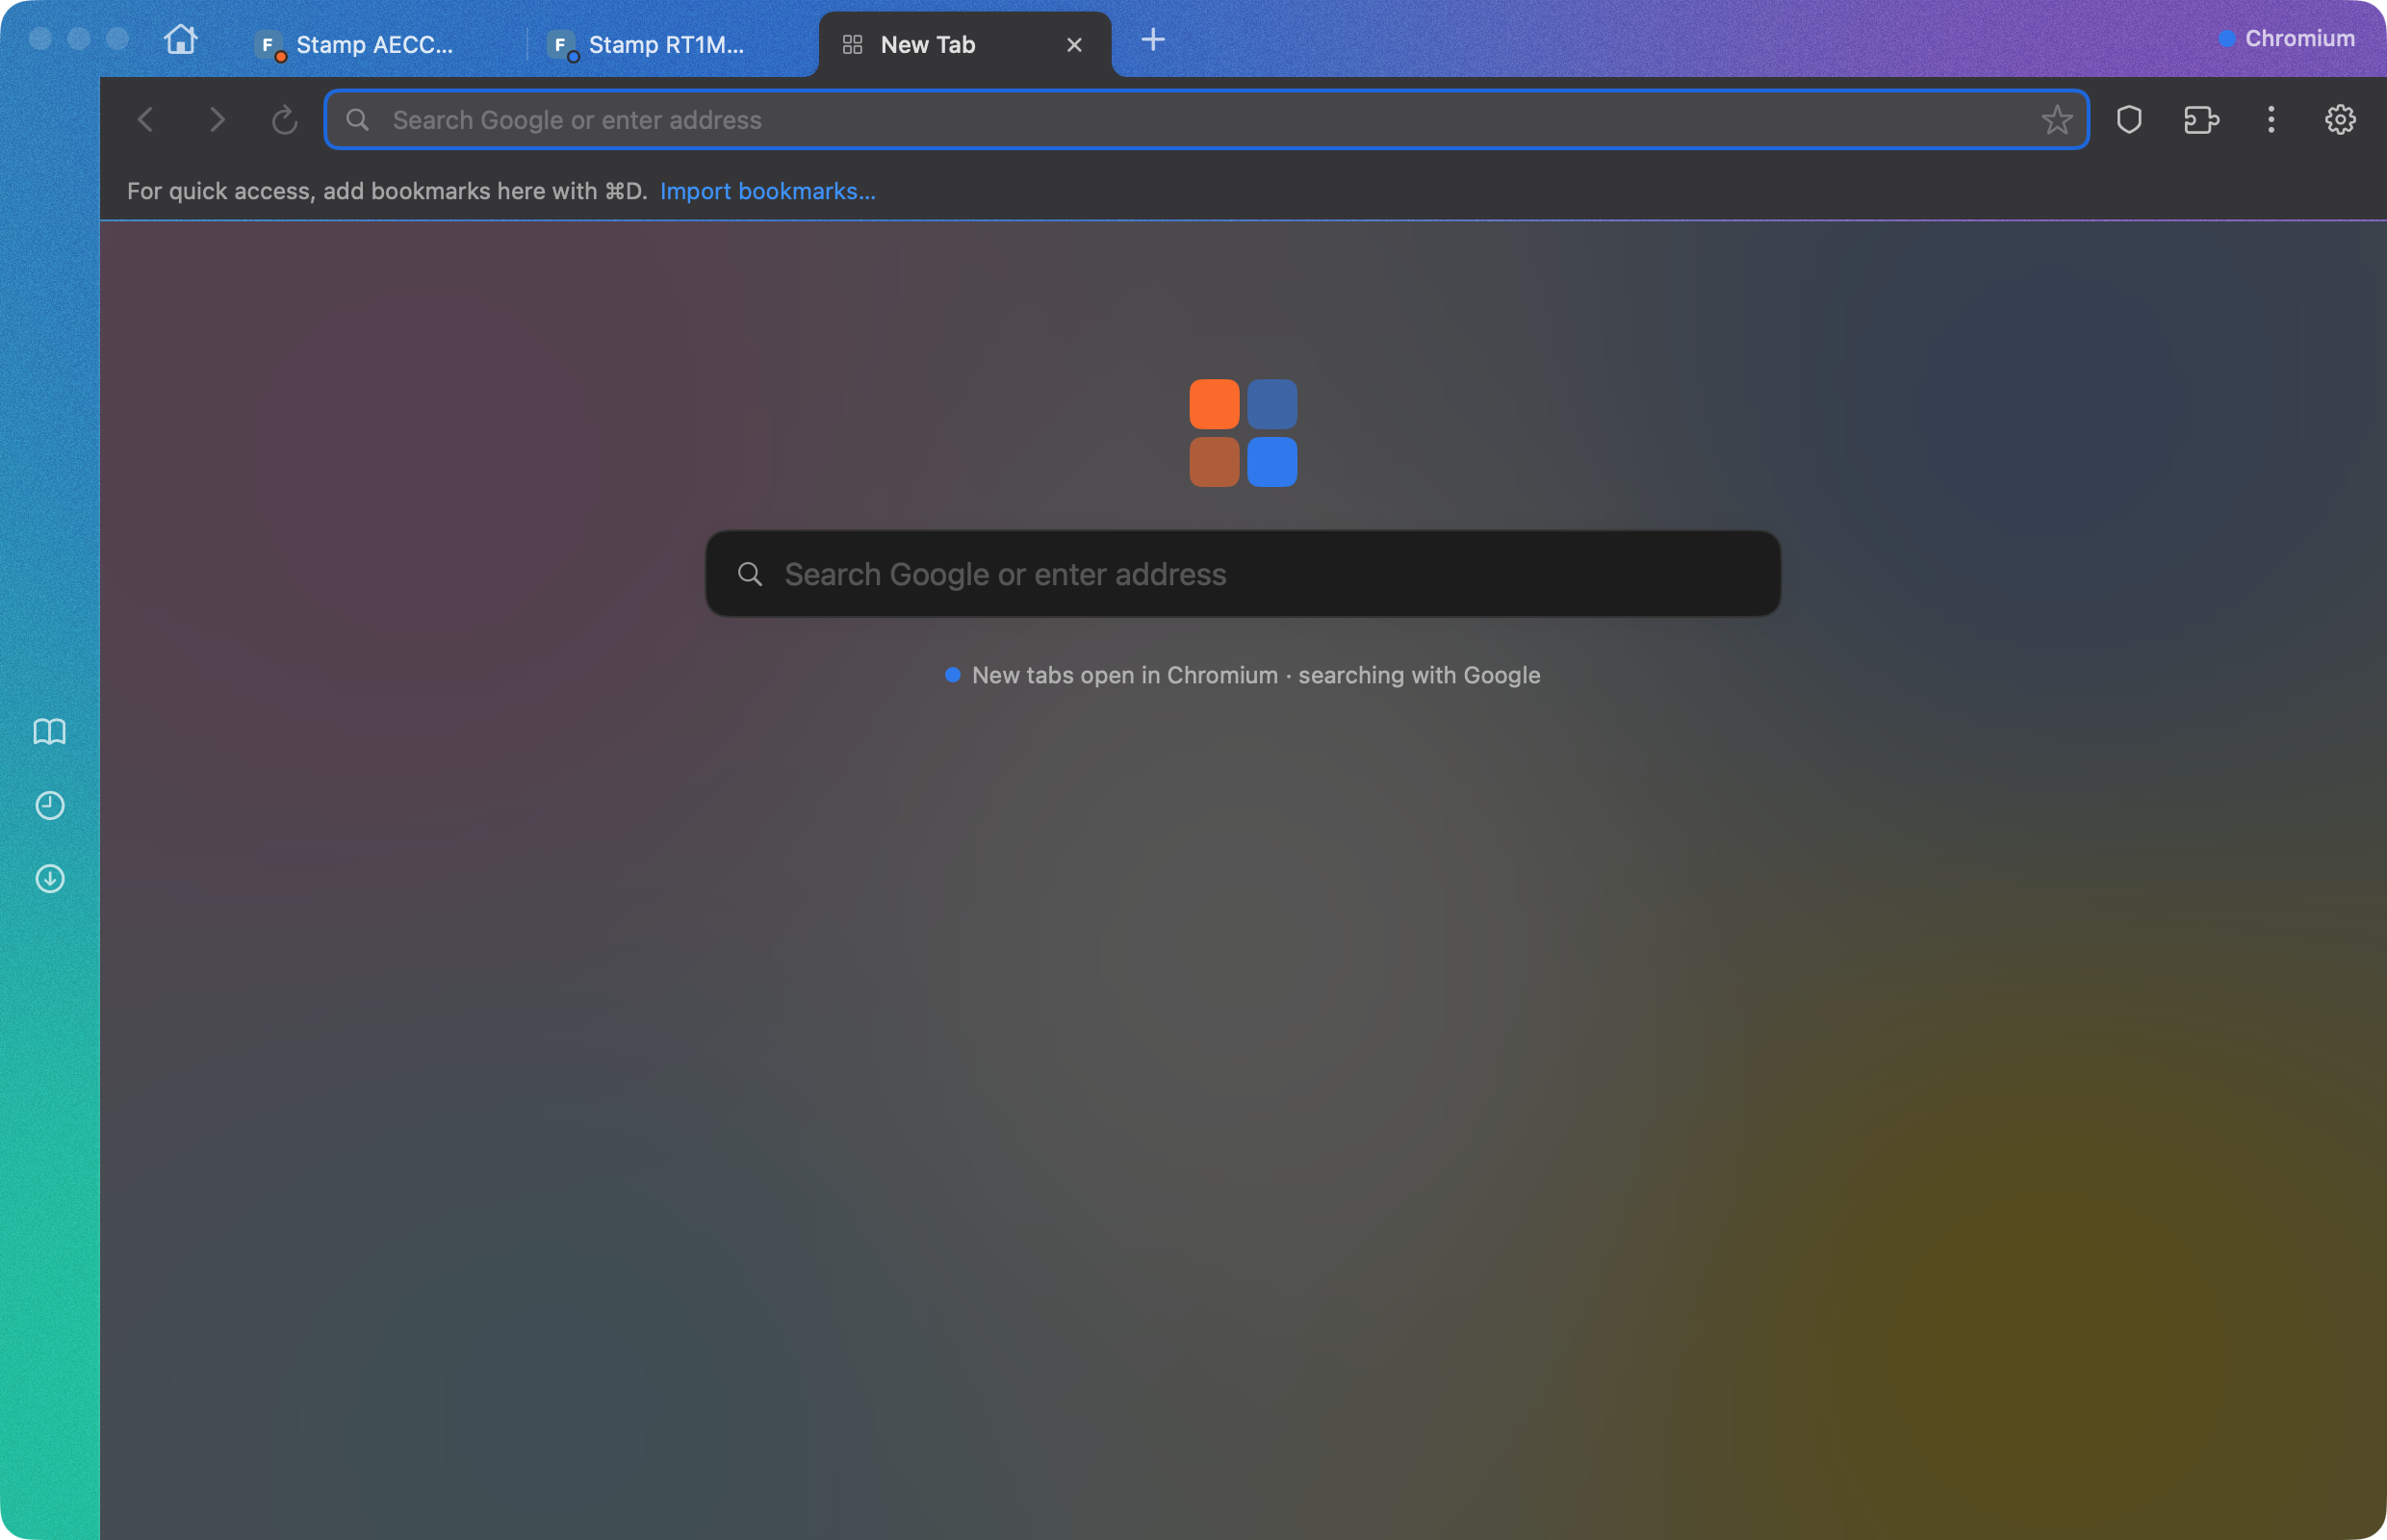 F Stamp AECC...
F Stamp RT1M...
New Tab
Chromium
Search Google or enter address
For quick access, add bookmarks here with ⌘D. Import bookmarks...
Search Google or enter address
New tabs open in Chromium · searching with Google